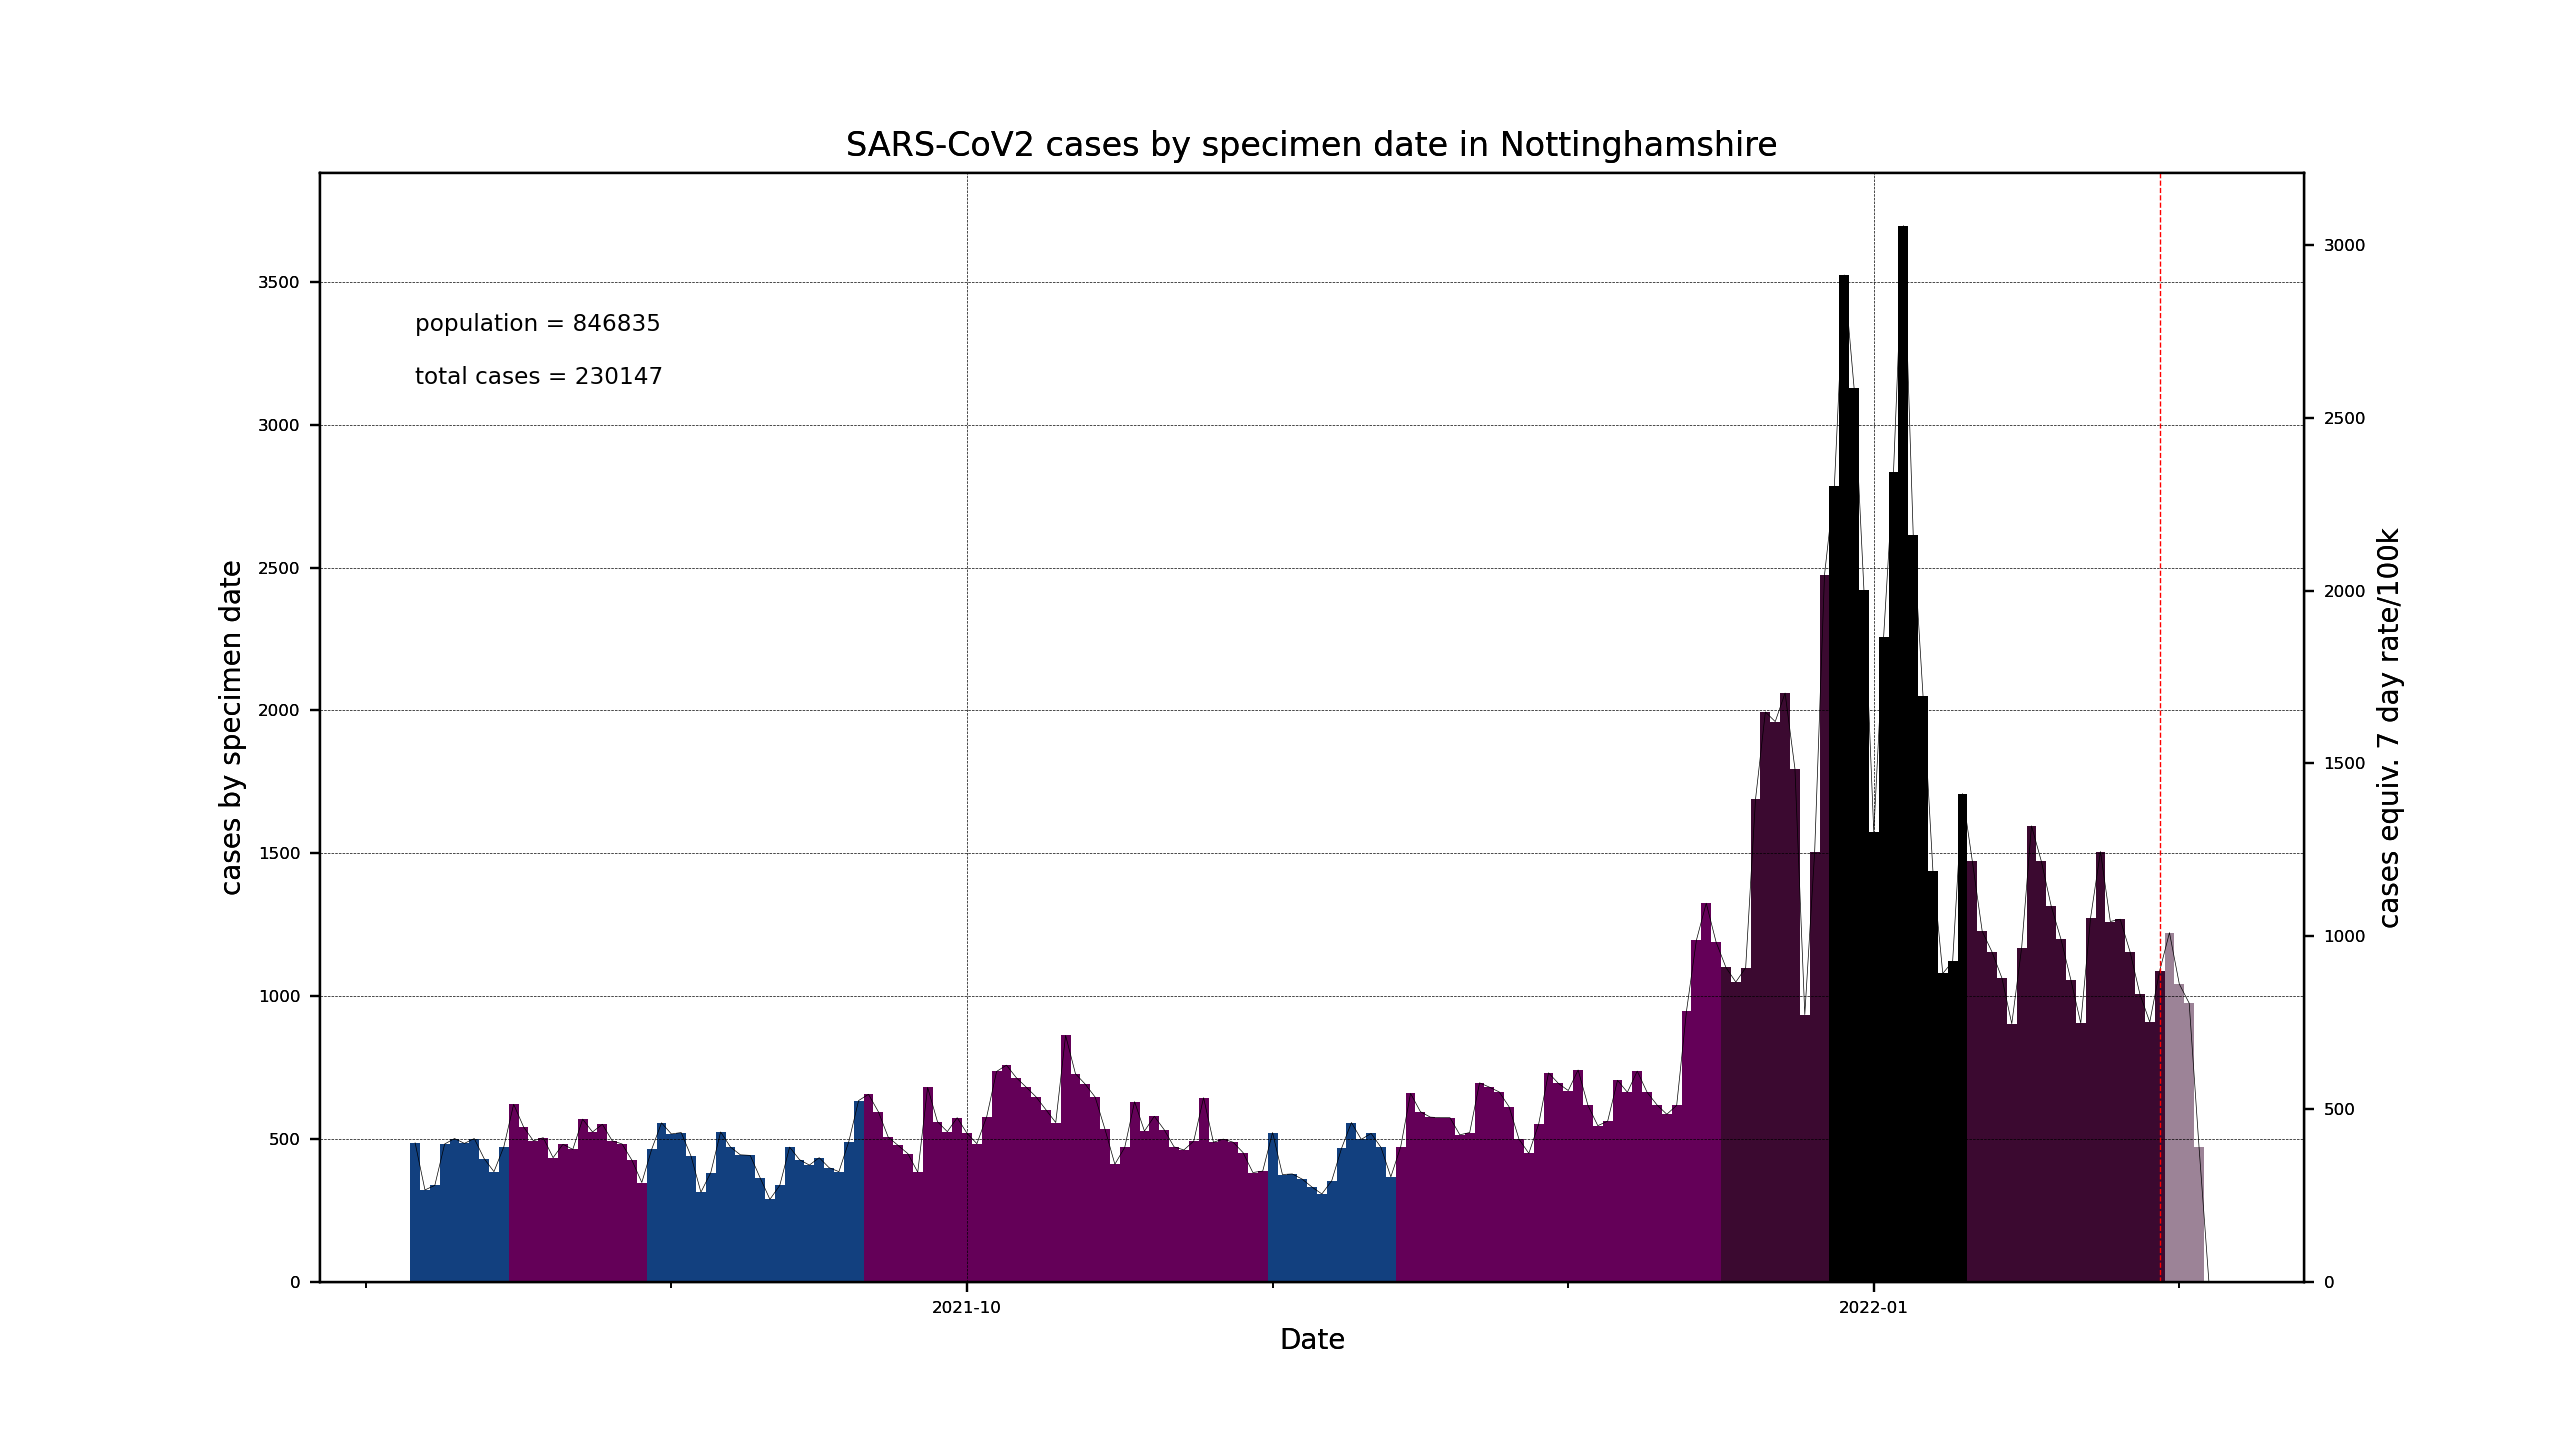 SARS-CoV2 cases by specimen date in Nottinghamshire
population = 846835
total cases = 230147
cases by specimen date
3500
3000
2500
2000
1500
1000
500
0
3000
2500
2000
1500
1000
500
0
cases equiv. 7 day rate/100k
2021-10
2022-01
Date